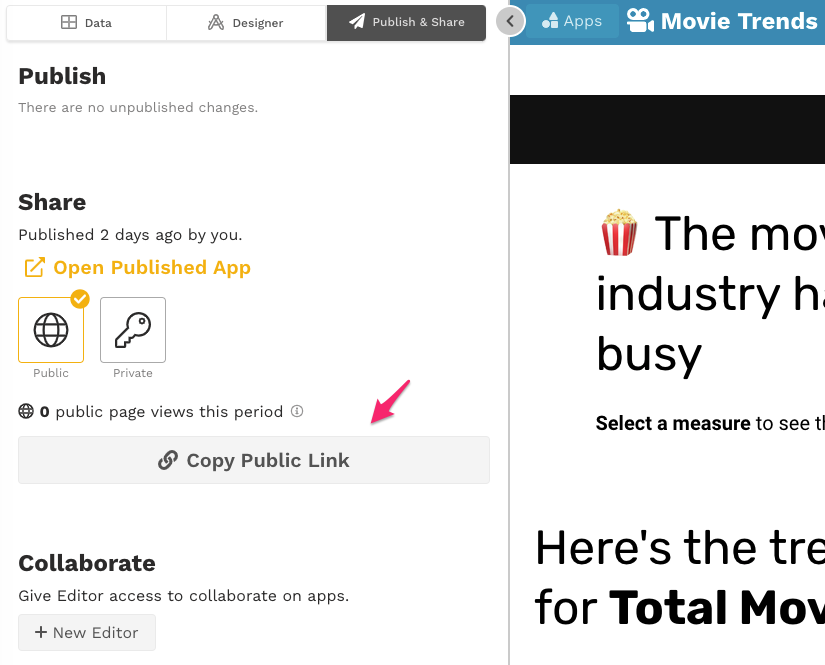 Data
Designer
Publish & Share
Apps
Movie Trends
Publish
There are no unpublished changes.
Share
Published 2 days ago by you.
Open Published App
Public
Private
0 public page views this period
Copy Public Link
Collaborate
Give Editor access to collaborate on apps.
+ New Editor
The mov
industry ha
busy
Select a measure to see th
Here's the tre
for Total Mov